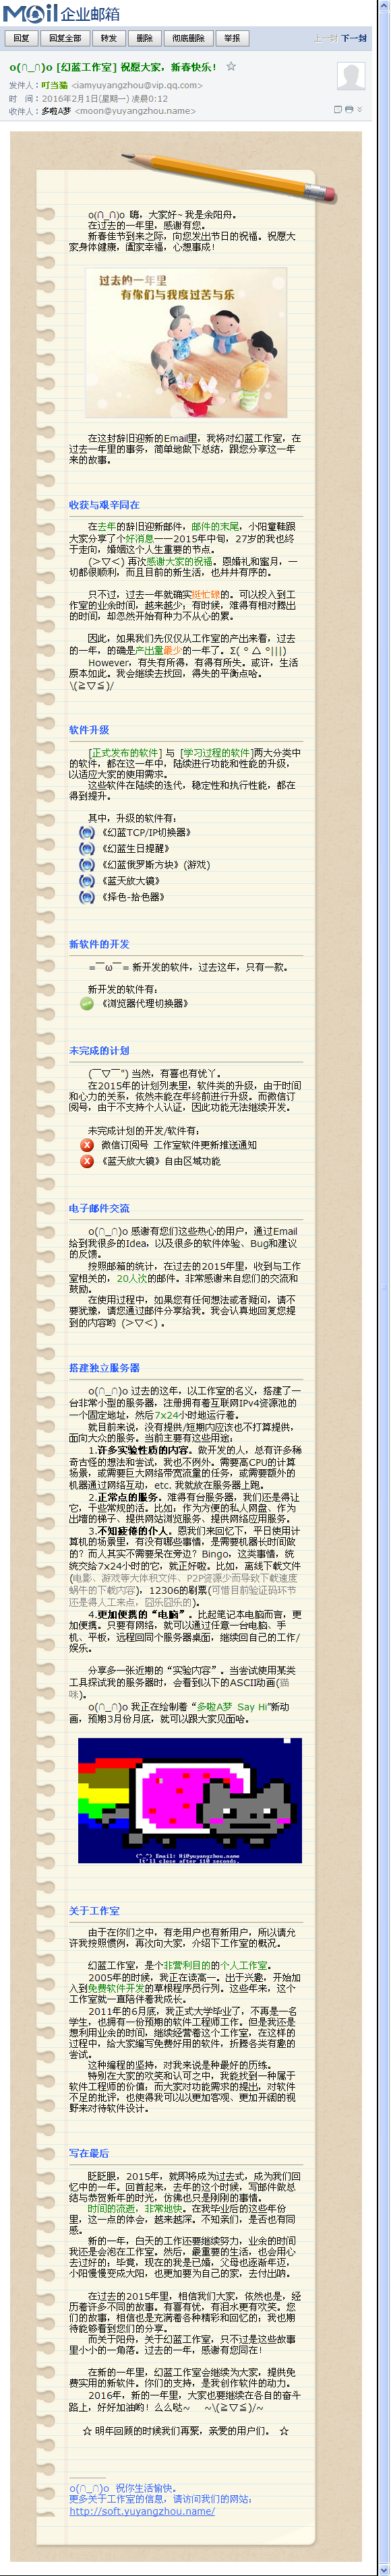 Mail 企业邮箱
回复 回复全部 转发 删除 彻底删除 举报 上一封 下一封
o(∩_∩)o [幻蓝工作室] 祝愿大家，新春快乐！ ☆
发件人：叮当猫 <iamyuyangzhou@vip.qq.com>
时 间：2016年2月1日(星期一) 凌晨0:12
收件人：多啦A梦 <moon@yuyangzhou.name>
o(∩_∩)o 嗨，大家好~ 我是余阳舟。
在过去的一年里，感谢有您。
新春佳节到来之际，向您发出节日的祝福。祝愿大
家身体健康，阖家幸福，心想事成！
过去的一年里
有你们与我度过苦与乐
在这封辞旧迎新的Email里，我将对幻蓝工作室，在
过去一年里的事务，简单地做下总结，跟您分享这一年
来的故事。
收获与艰辛同在
在去年的辞旧迎新邮件，邮件的末尾，小阳童鞋跟
大家分享了个好消息——2015年中旬，27岁的我也终
于走向，婚姻这个人生重要的节点。
(>▽<) 再次感谢大家的祝福。恩婚礼和蜜月，一
切都很顺利，而且目前的新生活，也井井有序的。
只不过，过去一年就确实挺忙碌的。可以投入到工
作室的业余时间，越来越少，有时候，难得有相对腾出
的时间，却忽然开始有种力不从心的累。
因此，如果我们先仅仅从工作室的产出来看，过去
的一年，的确是产出量最少的一年了。Σ( ° △ °|||)
However，有失有所得，有得有所失。或许，生活
原本如此。我会继续去找回，得失的平衡点哈。
\(≧▽≦)/
软件升级
[正式发布的软件] 与 [学习过程的软件]两大分类中
的软件，都在这一年中，陆续进行功能和性能的升级，
以适应大家的使用需求。
这些软件在陆续的迭代，稳定性和执行性能，都在
得到提升。
其中，升级的软件有：
《幻蓝TCP/IP切换器》
《幻蓝生日提醒》
《幻蓝俄罗斯方块》(游戏)
《蓝天放大镜》
《择色-拾色器》
新软件的开发
=￣ω￣= 新开发的软件，过去这年，只有一款。
新开发的软件有：
《浏览器代理切换器》
未完成的计划
(￣▽￣") 当然，有喜也有忧丫。
在2015年的计划列表里，软件类的升级，由于时间
和心力的关系，依然未能在年终前进行升级。而微信订
阅号，由于不支持个人认证，因此功能无法继续开发。
未完成计划的开发/软件有：
微信订阅号 工作室软件更新推送通知
《蓝天放大镜》自由区域功能
电子邮件交流
o(∩_∩)o 感谢有您们这些热心的用户，通过Email
给到我很多的Idea，以及很多的软件体验、Bug和建议
的反馈。
按照邮箱的统计，在过去的2015年里，收到与工作
室相关的，20人次的邮件。非常感谢来自您们的交流和
鼓励。
在使用过程中，如果您有任何想法或者疑问，请不
要犹豫，请您通过邮件分享给我。我会认真地回复您提
到的内容哟 (>▽<) 。
搭建独立服务器
o(∩_∩)o 过去的这年，以工作室的名义，搭建了一
台非常小型的服务器，注册拥有着互联网IPv4资源池的
一个固定地址，然后7x24小时地运行着。
就目前来说，没有提供/短期内应该也不打算提供，
面向大众的服务。当前主要有这些用途：
1.许多实验性质的内容。做开发的人，总有许多稀
奇古怪的想法和尝试，我也不例外。需要高CPU的计算
场景，或需要巨大网络带宽流量的任务，或需要额外的
机器通过网络互动，etc. 我就放在服务器上跑。
2.正常点的服务。难得有台服务器，我们还是得让
它，干些常规的活。比如，作为方便的私人网盘、作为
出墙的梯子、提供网站浏览服务、提供网络应用服务。
3.不知疲倦的仆人。恩我们来回忆下，平日使用计
算机的场景里，有没有哪些事情，是需要机器长时间做
的？而人其实不需要呆在旁边？Bingo，这类事情，统
统交给7x24小时的它，就正好啦。比如，离线下载文件
(电影、游戏等大体积文件、P2P资源少而导致下载速度
蜗牛的下载内容)，12306的刷票(可惜目前验证码环节
还是得人工来点，囧乐囧乐的)。
4.更加便携的“电脑”。比起笔记本电脑而言，更
加便携。只要有网络，就可以通过任意一台电脑、手
机、平板，远程回同个服务器桌面，继续回自己的工作/
娱乐。
分享多一张近期的“实验内容”。当尝试使用某类
工具探试我的服务器时，会看到以下的ASCII动画(猫
咪)。
o(∩_∩)o 我正在绘制着“多啦A梦 Say Hi”新动
画，预期3月份月底，就可以跟大家见面哈。
(^_^) Email: Hi@yuyangzhou.name
It'll close after 110 seconds.
关于工作室
由于在你们之中，有老用户也有新用户，所以请允
许我按照惯例，再次向大家，介绍下工作室的概况。
幻蓝工作室，是个非营利目的的个人工作室。
2005年的时候，我正在读高一。出于兴趣，开始加
入到免费软件开发的草根程序员行列。这些年来，这个
工作室就一直陪伴着我成长。
2011年的6月底，我正式大学毕业了，不再是一名
学生，也拥有一份预期的软件工程师工作。但是我还是
想利用业余的时间，继续经营着这个工作室，在这样的
过程中，给大家编写免费好用的软件，折腾各类有趣的
尝试。
这种编程的坚持，对我来说是种最好的历练。
特别在大家的欢笑和认可之中，我能找到一种属于
软件工程师的价值；而大家对功能需求的提出，对软件
不足的批评，也使得我可以以更加客观、更加开阔的视
野来对待软件设计。
写在最后
眨眨眼，2015年，就即将成为过去式，成为我们回
忆中的一年。回首起来，去年的这个时候，写邮件做总
结与恭贺新年的时光，仿佛也只是刚刚的事情。
时间的流逝，非常地快。在我毕业后的这些年份
里，这一点的体会，越来越深。不知亲们，是否也有同
感。
新的一年，白天的工作还要继续努力，业余的时间
我还是会泡在工作室。然后，最重要的生活，也会用心
去过好的；毕竟，现在的我是已婚，父母也逐渐年迈，
小阳慢慢变成大阳，也更加要为自己的家，去付出呐。
在过去的2015年里，相信我们大家，依然也是，经
历着许多不同的故事，有喜有忧，有泪水更有欢笑。您
们的故事，相信也是充满着各种精彩和回忆的；我也期
待能够看到您们的分享。
而关于阳舟，关于幻蓝工作室，只不过是这些故事
里小小的一角落。过去的一年，感谢有您同在！
在新的一年里，幻蓝工作室会继续为大家，提供免
费实用的新软件。你们的支持，是我创作软件的动力。
2016年，新的一年里，大家也要继续在各自的奋斗
路上，好好加油哟！么么哒~ ~\(≧▽≦)/~
☆ 明年回顾的时候我们再聚，亲爱的用户们。 ☆
o(∩_∩)o 祝你生活愉快。
更多关于工作室的信息，请访问我们的网站：
http://soft.yuyangzhou.name/